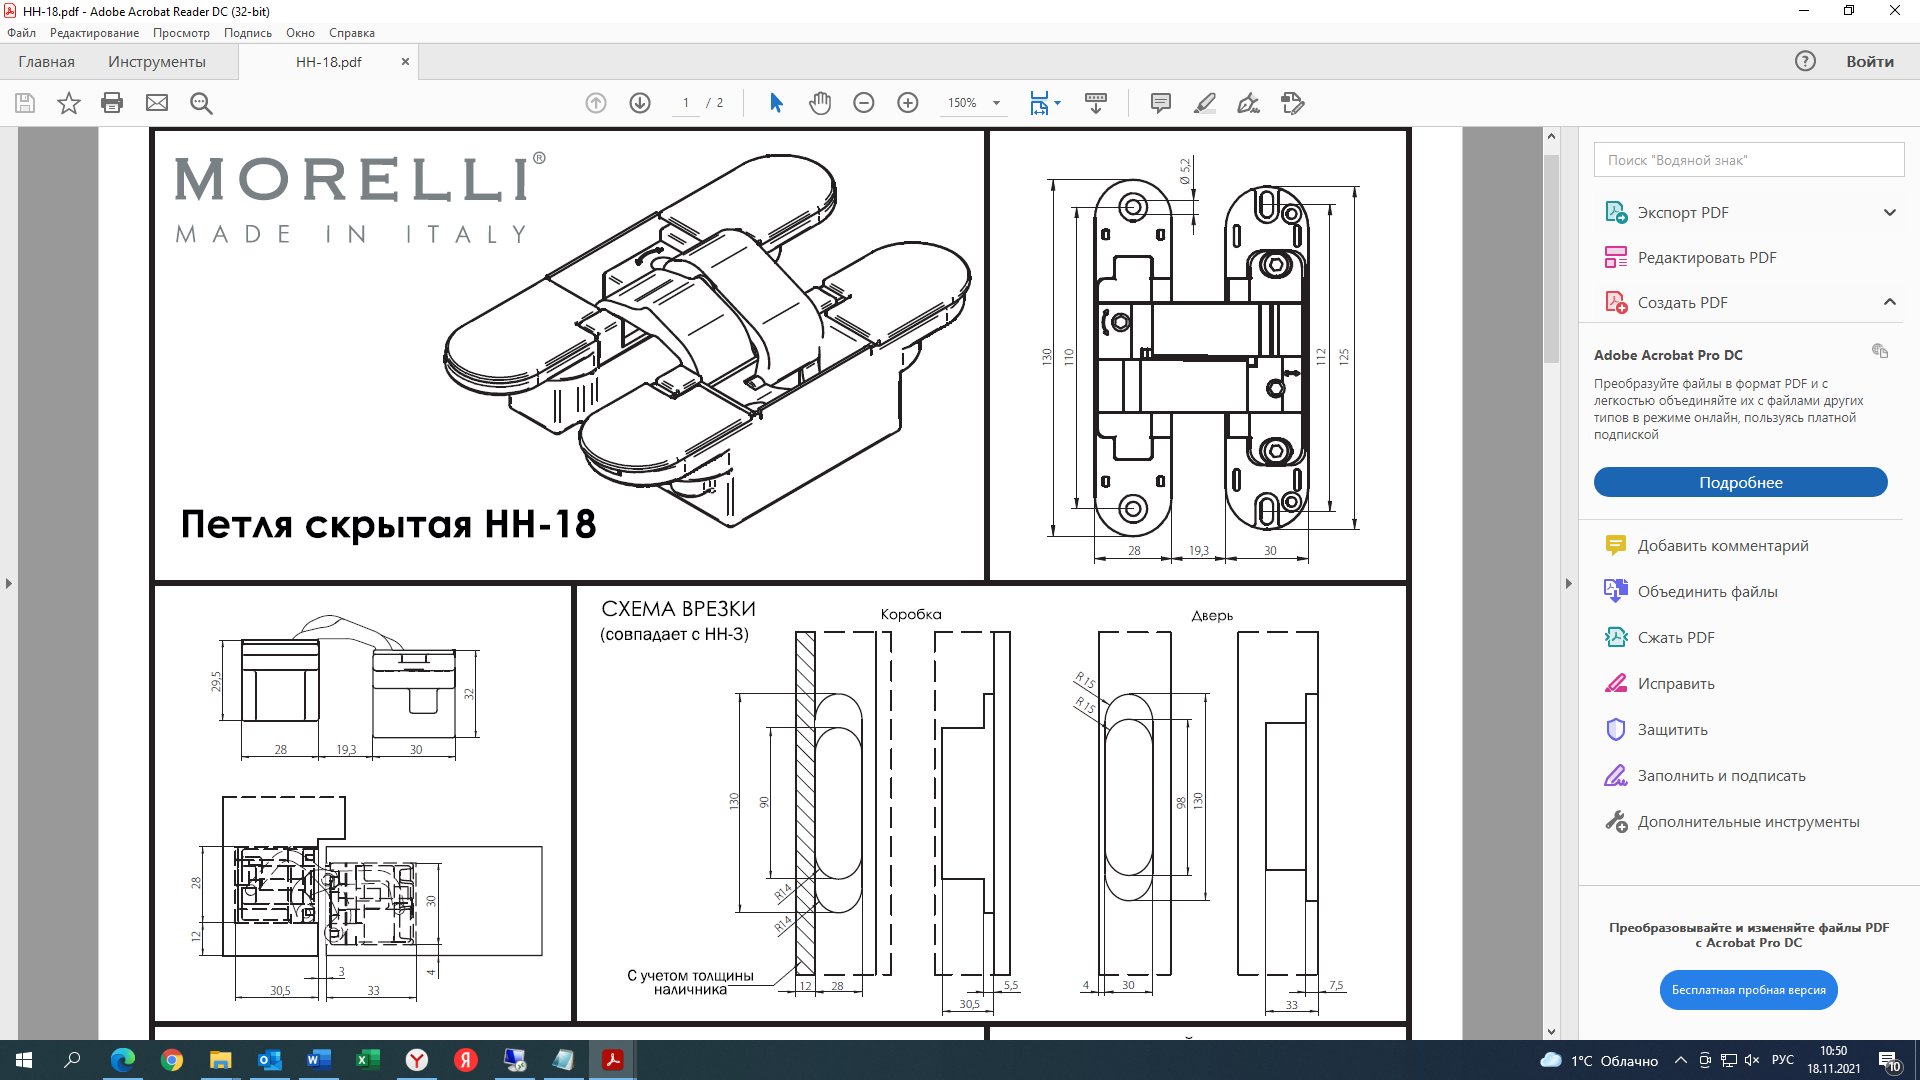 HH-18.pdf - Adobe Acrobat Reader DC (32-bit)
Файл Редактирование Просмотр Подпись Окно Справка
Главная Инструменты HH-18.pdf × ? Войти
1 / 2 150%
MORELLI®
MADE IN ITALY
Петля скрытая HH-18
Ø 5,2
130 110 112 125
28 19,3 30
29,5 32
28 19,3 30
28 12 30 4
3
30,5 33
СХЕМА ВРЕЗКИ
(совпадает с HH-3)
Коробка Дверь
R 15
R 15
130 90 98 130
R14
R14
С учетом толщины
наличника
12 28 5,5 4 30 7,5
30,5 33
Поиск "Водяной знак"
Экспорт PDF
Редактировать PDF
Создать PDF
Adobe Acrobat Pro DC
Преобразуйте файлы в формат PDF и с
легкостью объединяйте их с файлами других
типов в режиме онлайн, пользуясь платной
подпиской
Подробнее
Добавить комментарий
Объединить файлы
Сжать PDF
Исправить
Защитить
Заполнить и подписать
Дополнительные инструменты
Преобразовывайте и изменяйте файлы PDF
с Acrobat Pro DC
Бесплатная пробная версия
1°C Облачно РУС 10:50
18.11.2021 10